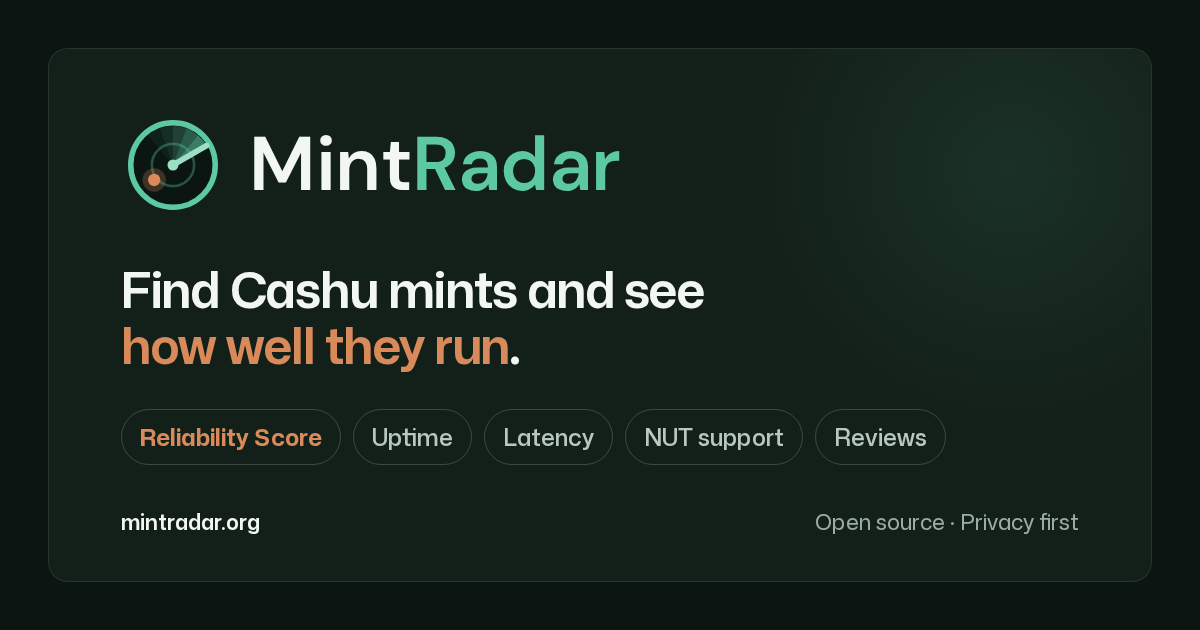 MintRadar
Find Cashu mints and see
how well they run.
Reliability Score
Uptime
Latency
NUT support
Reviews
mintradar.org
Open source · Privacy first